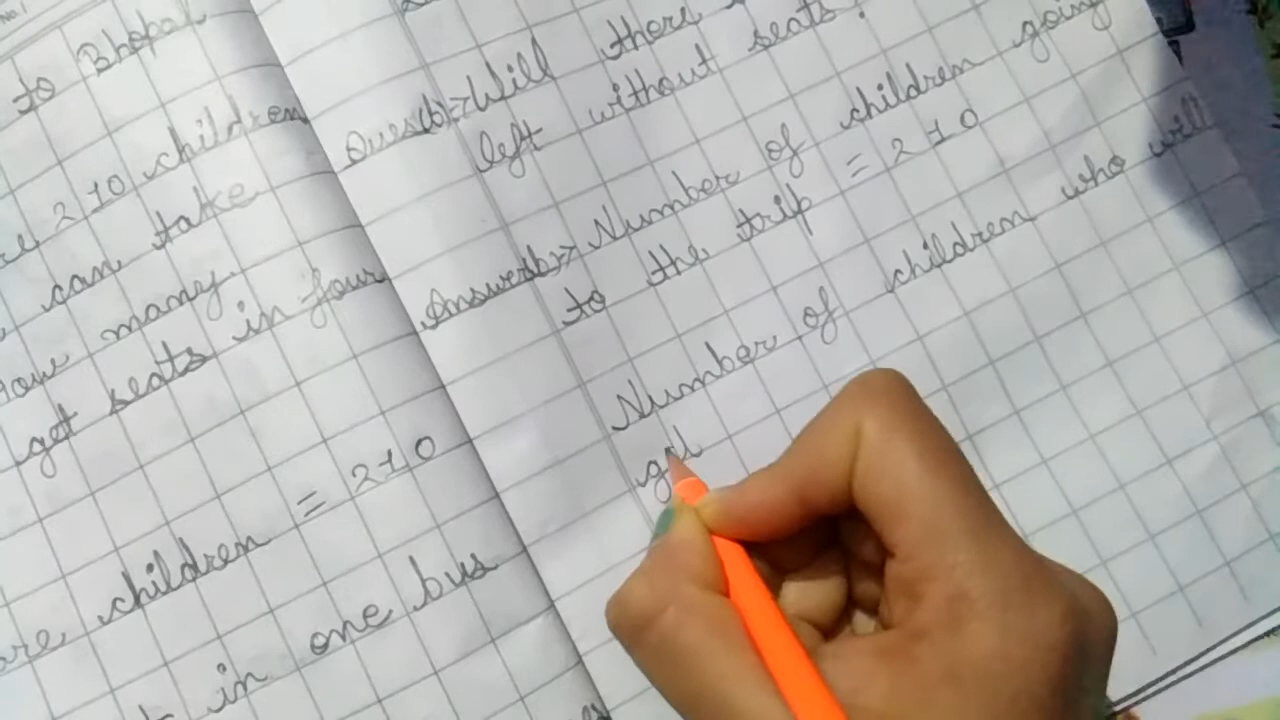 to Bhopal
210 children
can take
How many
get seats in four
are children = 210
in one bus
Ques(b)⇒ Will there
left without seats?
Answer(b)⇒ Number of children going
to the trip = 210
Number of children who will
get